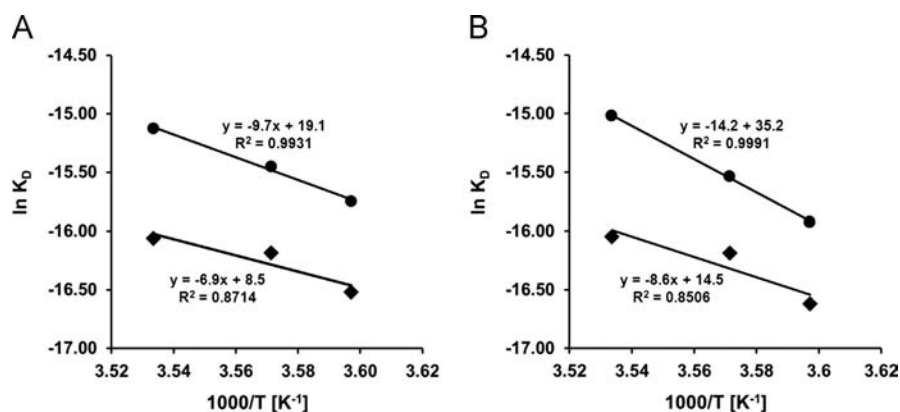 A
-14.50
-15.00
-15.50
-16.00
-16.50
-17.00
ln K_D
y = -9.7x + 19.1
R² = 0.9931
y = -6.9x + 8.5
R² = 0.8714
3.52 3.54 3.56 3.58 3.60 3.62
1000/T [K⁻¹]
B
-14.50
-15.00
-15.50
-16.00
-16.50
-17.00
ln K_D
y = -14.2 + 35.2
R² = 0.9991
y = -8.6x + 14.5
R² = 0.8506
3.52 3.54 3.56 3.58 3.6 3.62
1000/T [K⁻¹]